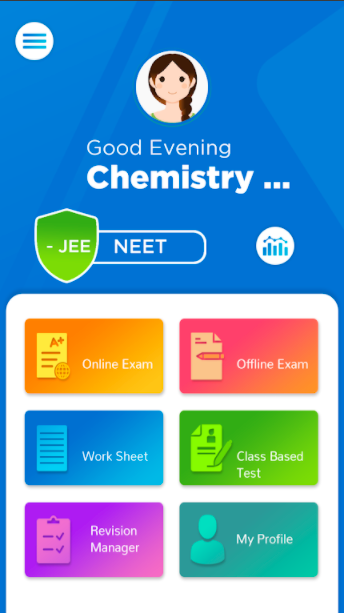 Good Evening
Chemistry ...
- JEE NEET
A+
Online Exam
Offline Exam
Work Sheet
Class Based
Test
Revision
Manager
My Profile